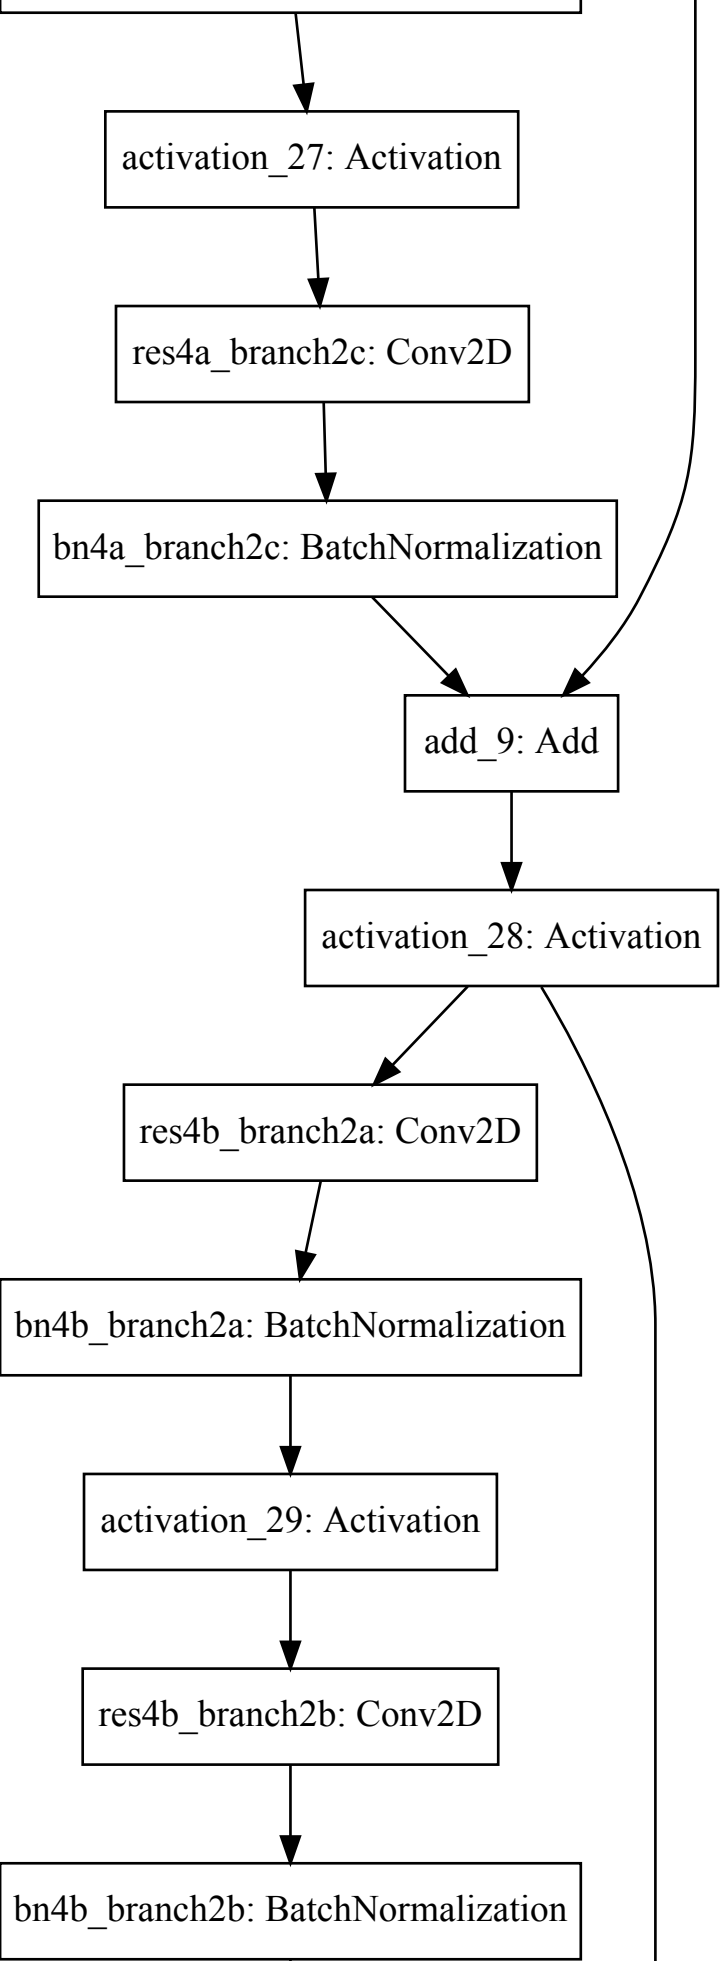 activation_27: Activation
res4a_branch2c: Conv2D
bn4a_branch2c: BatchNormalization
add_9: Add
activation_28: Activation
res4b_branch2a: Conv2D
bn4b_branch2a: BatchNormalization
activation_29: Activation
res4b_branch2b: Conv2D
bn4b_branch2b: BatchNormalization